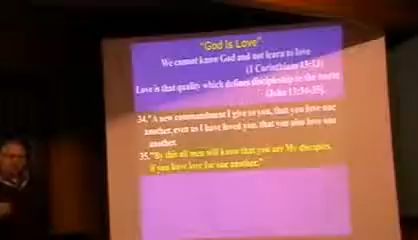 "God Is Love"
We cannot know God and not learn to love
(1 Corinthians 13:13)
Love is that quality which defines discipleship to the
(John 13:34-35).
34."A new commandment I give to you, that you love one
another, even as I have loved you, that you also love one
another.
35."By this all men will know that you are My disciples,
if you have love for one another."